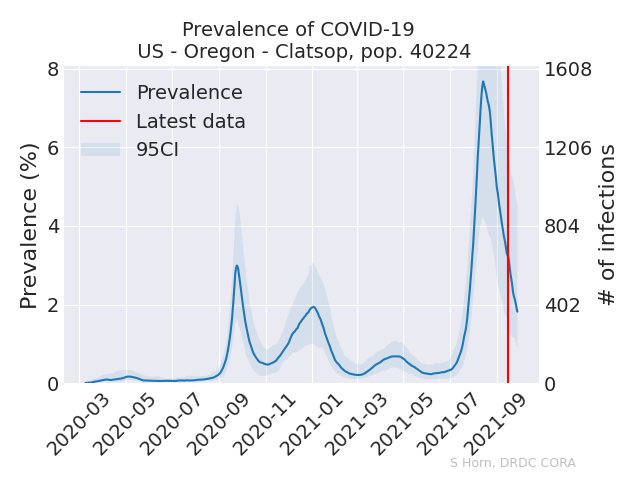 Prevalence of COVID-19
US - Oregon - Clatsop, pop. 40224
Prevalence
Latest data
95CI
Prevalence (%)
8
6
4
2
0
1608
1206
804
402
0
# of infections
2020-03
2020-05
2020-07
2020-09
2020-11
2021-01
2021-03
2021-05
2021-07
2021-09
S Horn, DRDC CORA